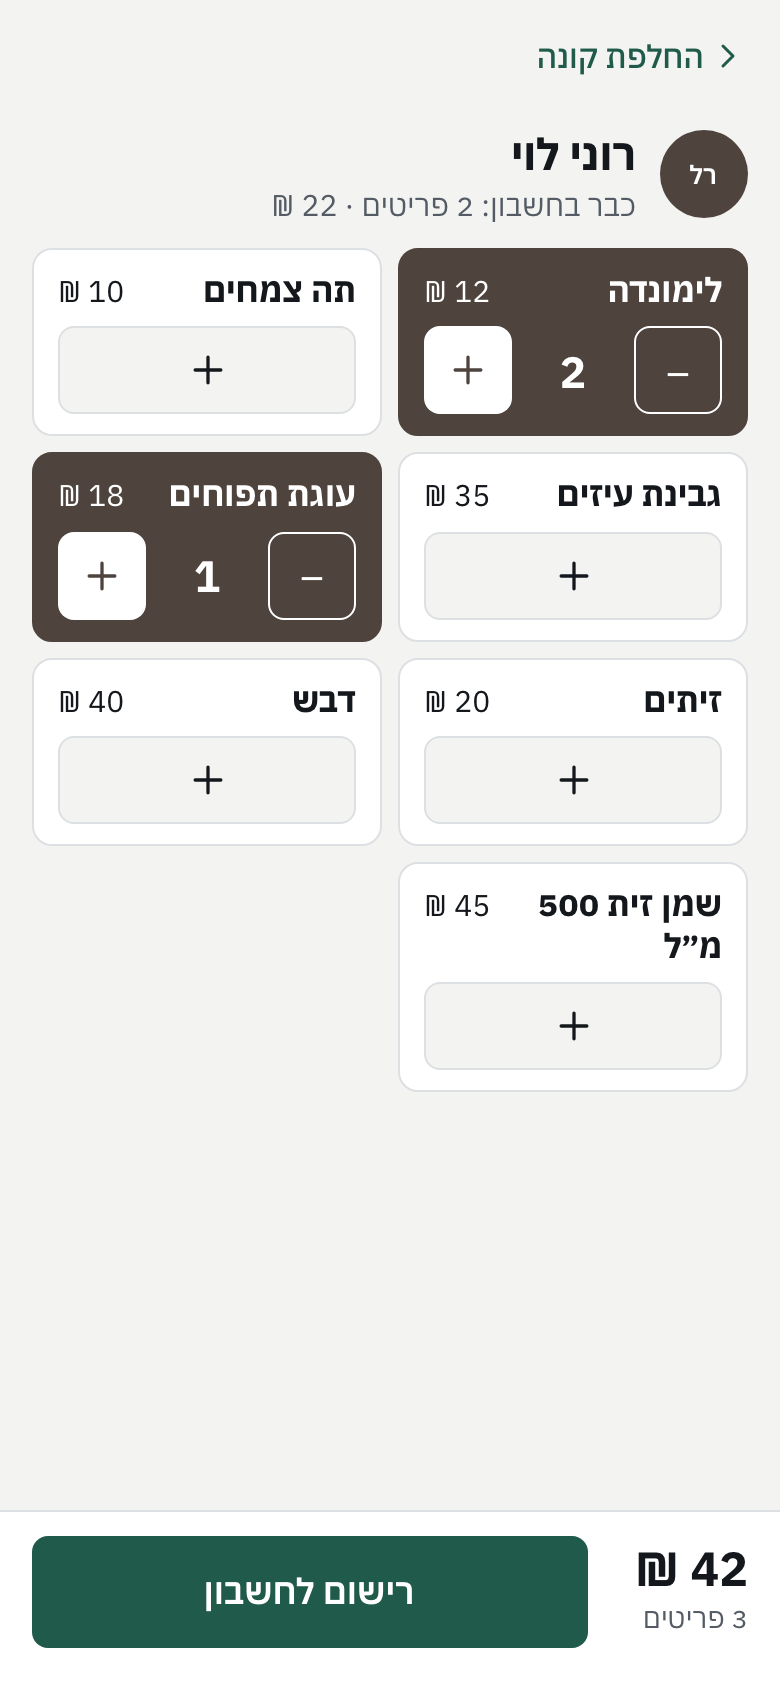 החלפת קונה
רל
רוני לוי
כבר בחשבון: 2 פריטים · 22 ₪
לימונדה
12 ₪
−
2
+
תה צמחים
10 ₪
+
גבינת עיזים
35 ₪
+
עוגת תפוחים
18 ₪
−
1
+
זיתים
20 ₪
+
דבש
40 ₪
+
שמן זית 500
מ״ל
45 ₪
+
42 ₪
3 פריטים
רישום לחשבון